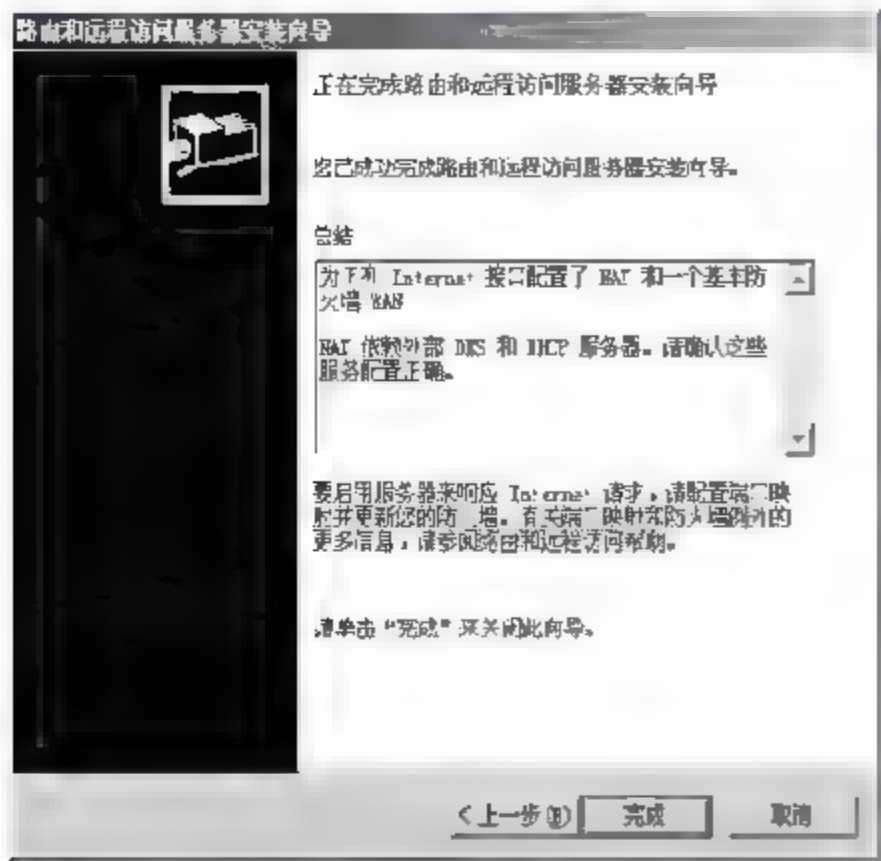 路由和远程访问服务器安装向导
正在完成路由和远程访问服务器安装向导
您已成功完成路由和远程访问服务器安装向导。
总结
为下列 Internet 接口配置了 NAT 和一个基本防
火墙 WAN
NAT 依赖外部 DNS 和 DHCP 服务器。请确认这些
服务配置正确。
要启用服务器来响应 Internet 请求，请配置端口映
射并更新您的防火墙。有关端口映射和防火墙例外的
更多信息，请参阅路由和远程访问帮助。
请单击“完成”来关闭此向导。
<上一步(B) 完成 取消